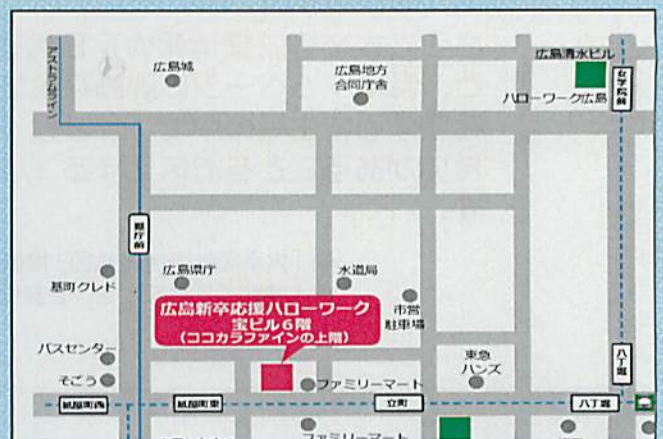 アストラムライン
広島城
広島地方
合同庁舎
広島清水ビル
ハローワーク広島
女学院前
県庁前
基町クレド
広島県庁
水道局
市営
駐車場
広島新卒応援ハローワーク
宝ビル6階
(ココカラファインの上階)
バスセンター
そごう
ファミリーマート
東急
ハンズ
八丁堀
紙屋町西
紙屋町東
立町
八丁堀
ファミリーマート